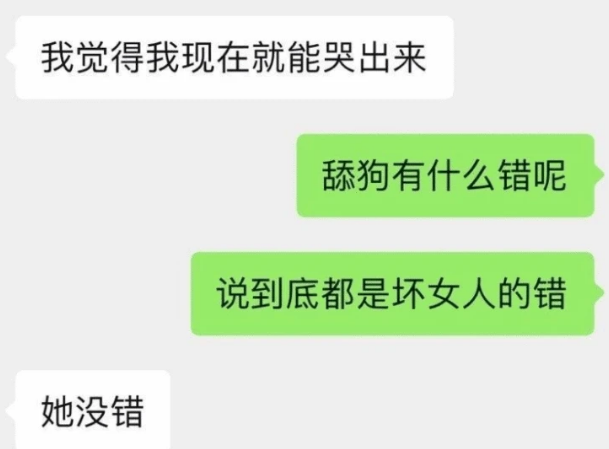 我觉得我现在就能哭出来
舔狗有什么错呢
说到底都是坏女人的错
她没错